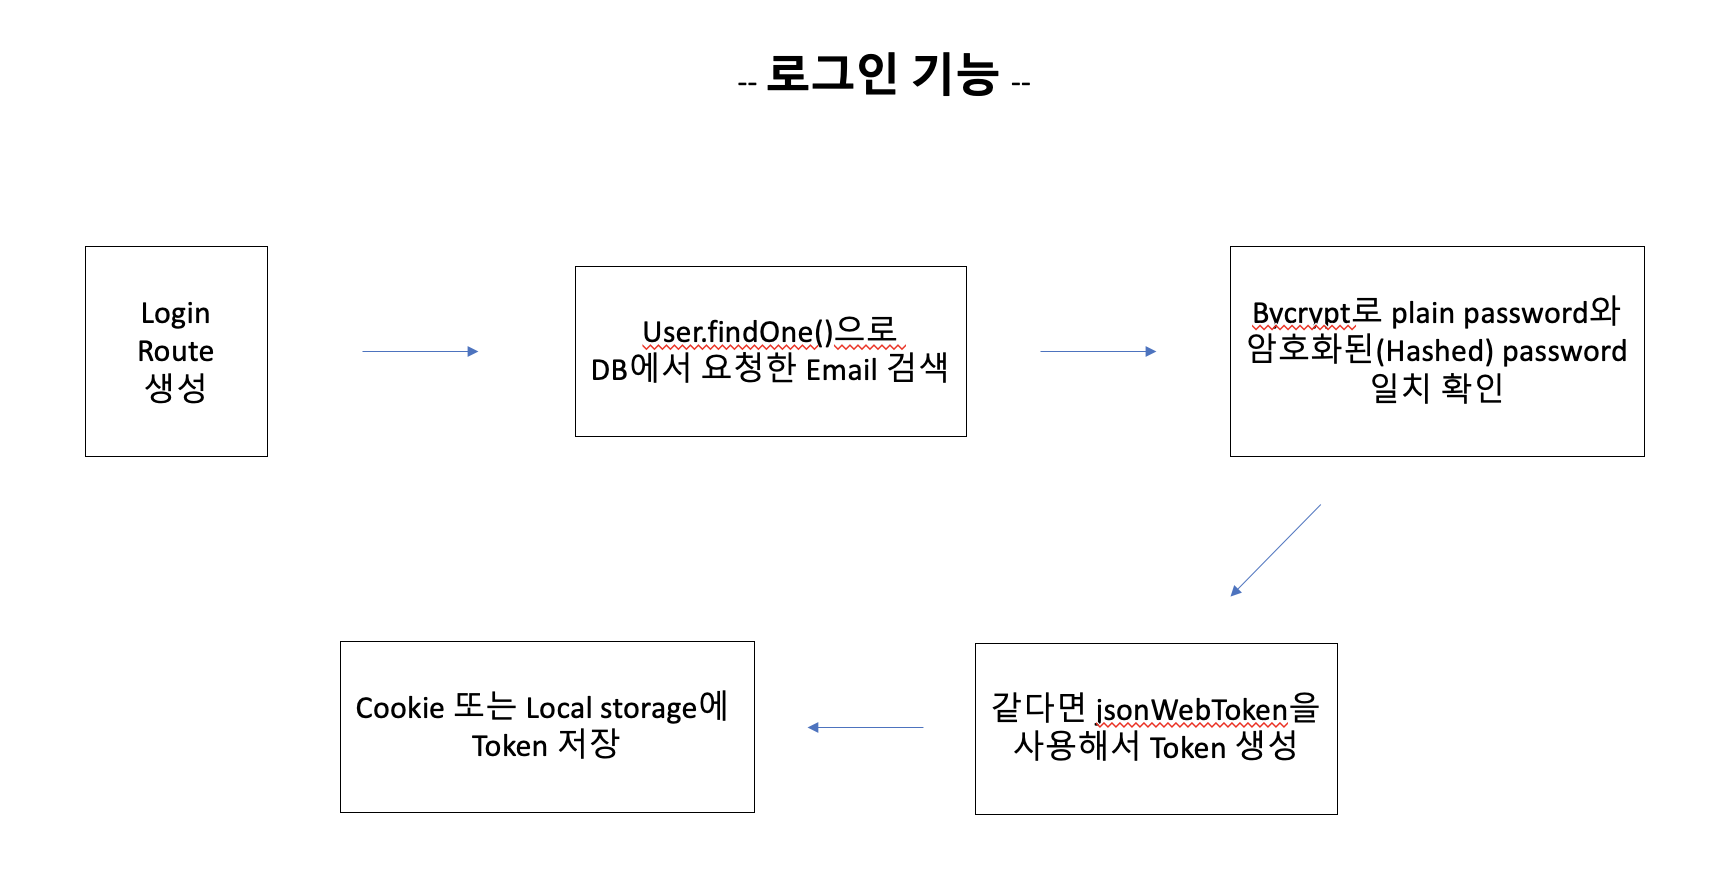 -- 로그인 기능 --
Login
Route
생성
User.findOne()으로
DB에서 요청한 Email 검색
Bycrypt로 plain password와
암호화된(Hashed) password
일치 확인
같다면 jsonWebToken을
사용해서 Token 생성
Cookie 또는 Local storage에
Token 저장